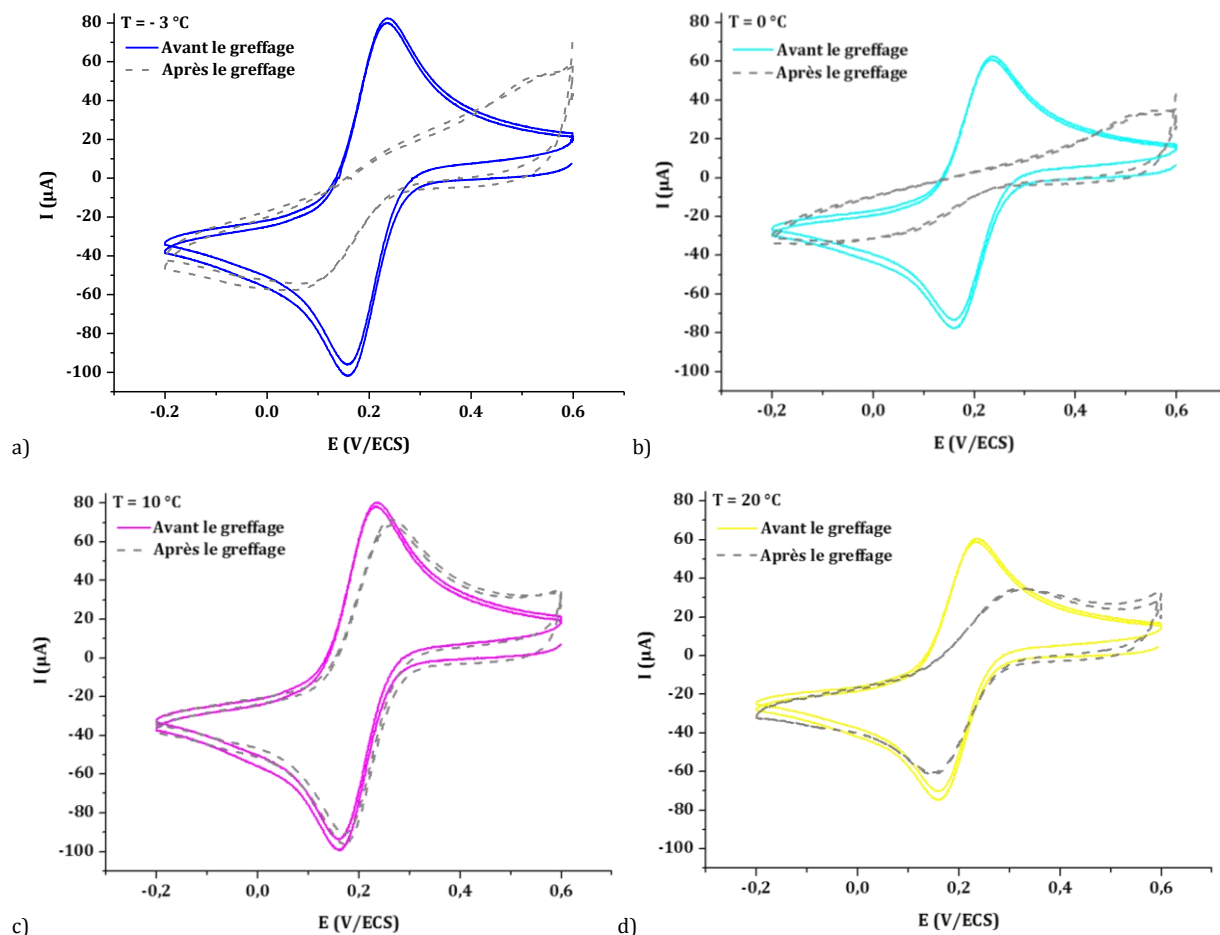 T = - 3 °C
Avant le greffage
Après le greffage
I (µA)
80
60
40
20
0
-20
-40
-60
-80
-100
-0.2
0.0
0.2
0.4
0.6
E (V/ECS)
a)
T = 0 °C
Avant le greffage
Après le greffage
I (µA)
80
60
40
20
0
-20
-40
-60
-80
-100
-0,2
0,0
0,2
0,4
0,6
E (V/ECS)
b)
T = 10 °C
Avant le greffage
Après le greffage
I (µA)
80
60
40
20
0
-20
-40
-60
-80
-100
-0,2
0,0
0,2
0,4
0,6
E (V/ECS)
c)
T = 20 °C
Avant le greffage
Après le greffage
I (µA)
80
60
40
20
0
-20
-40
-60
-80
-100
-0,2
0,0
0,2
0,4
0,6
E (V/ECS)
d)